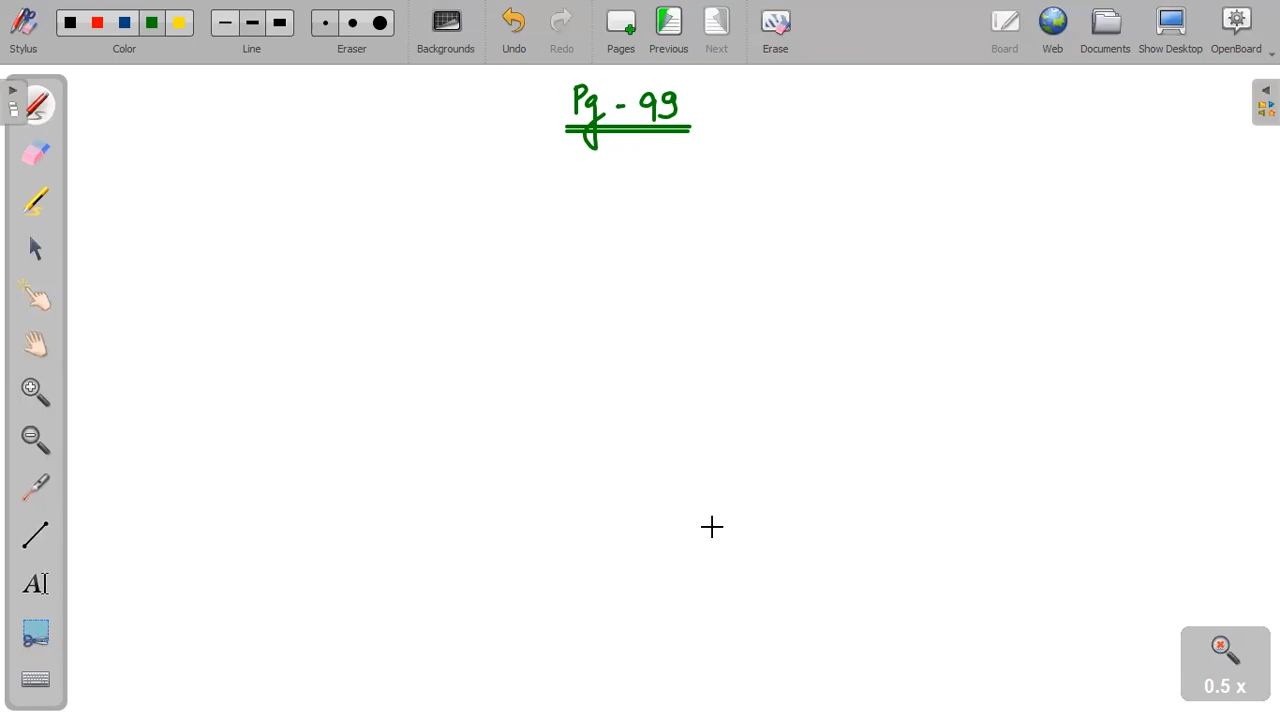 Stylus Color Line Eraser Backgrounds Undo Redo Pages Previous Next Erase Board Web Documents Show Desktop OpenBoard
Pg - 99
A
0.5 x